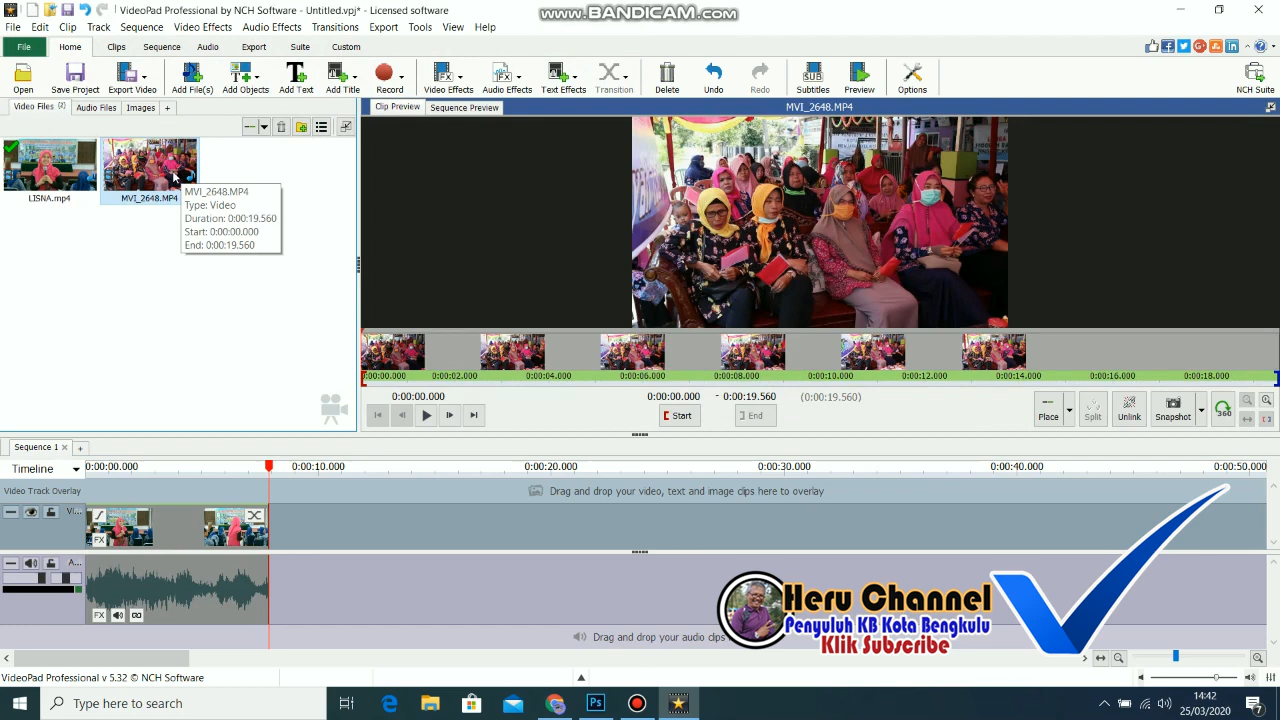 VideoPad Professional by NCH Software - Untitled.vpj* - Licensed software
www.BANDICAM.com
File Edit Clip Track Sequence Video Effects Audio Effects Transitions Export Tools View Help
File Home Clips Sequence Audio Export Suite Custom
Open Save Project Export Video Add File(s) Add Objects Add Text Add Title Record Video Effects Audio Effects Text Effects Transition Delete Undo Redo Subtitles Preview Options NCH Suite
Video Files (2) Audio Files Images +
Clip Preview Sequence Preview MVI_2648.MP4
LISNA.mp4 MVI_2648.MP4
MVI_2648.MP4
Type: Video
Duration: 0:00:19.560
Start: 0:00:00.000
End: 0:00:19.560
:00:00.000 0:00:02.000 0:00:04.000 0:00:06.000 0:00:08.000 0:00:10.000 0:00:12.000 0:00:14.000 0:00:16.000 0:00:18.000
0:00:00.000 0:00:00.000 - 0:00:19.560 (0:00:19.560)
Start End Place Split Unlink Snapshot 360
Sequence 1
Timeline 0:00:00.000 0:00:10.000 0:00:20.000 0:00:30.000 0:00:40.000 0:00:50.000
Video Track Overlay Drag and drop your video, text and image clips here to overlay
Vi...
FX
A...
FX
Drag and drop your audio clips
Heru Channel
Penyuluh KB Kota Bengkulu
Klik Subscribe
VideoPad Professional v 5.32 © NCH Software
Type here to search
Ps
14:42
25/03/2020
7